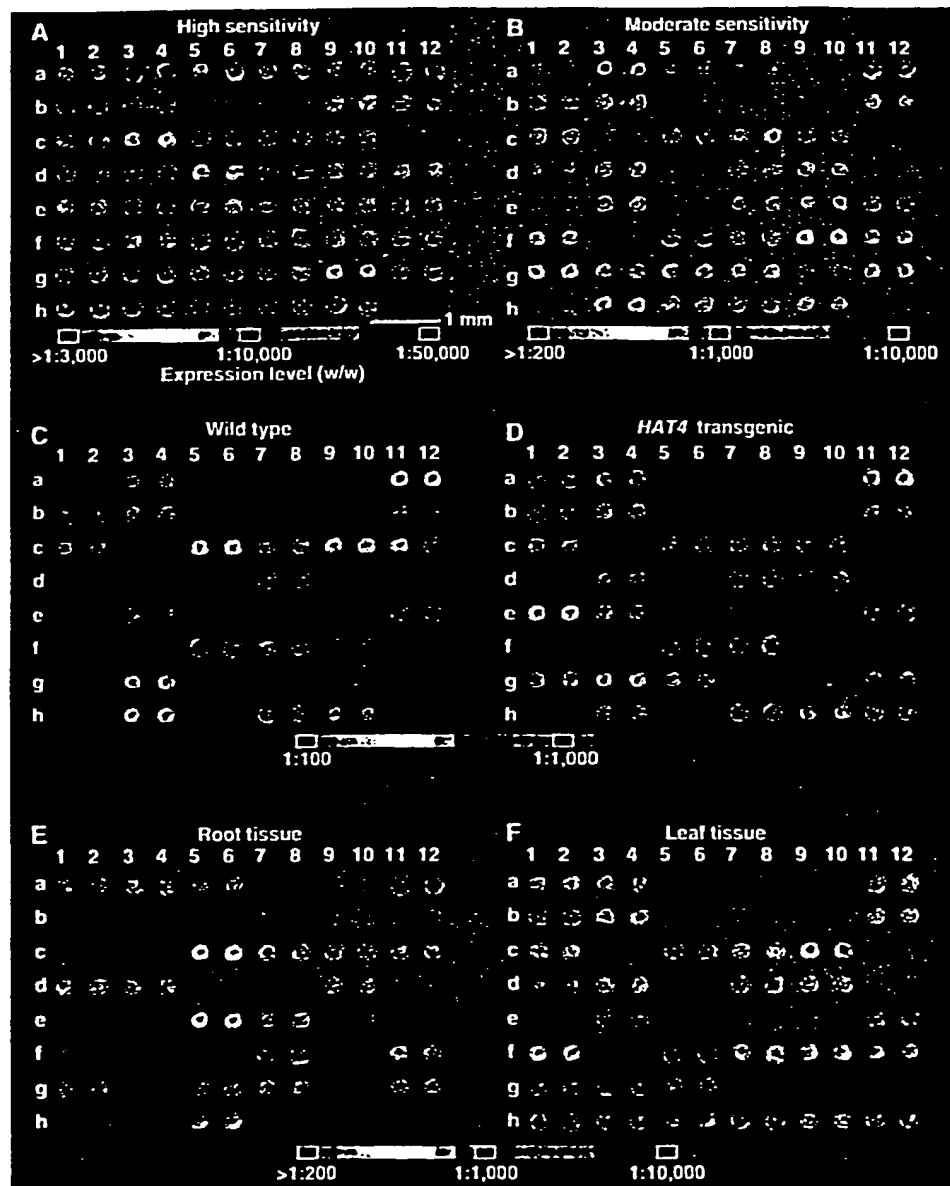 A High sensitivity
1 2 3 4 5 6 7 8 9 10 11 12
a
b
c
d
e
f
g
h
1 mm
>1:3,000 1:10,000 1:50,000
Expression level (w/w)
B Moderate sensitivity
1 2 3 4 5 6 7 8 9 10 11 12
a
b
c
d
e
f
g
h
>1:200 1:1,000 1:10,000
C Wild type
1 2 3 4 5 6 7 8 9 10 11 12
a
b
c
d
e
f
g
h
D HAT4 transgenic
1 2 3 4 5 6 7 8 9 10 11 12
a
b
c
d
e
f
g
h
1:100 1:1,000
E Root tissue
1 2 3 4 5 6 7 8 9 10 11 12
a
b
c
d
e
f
g
h
F Leaf tissue
1 2 3 4 5 6 7 8 9 10 11 12
a
b
c
d
e
f
g
h
>1:200 1:1,000 1:10,000